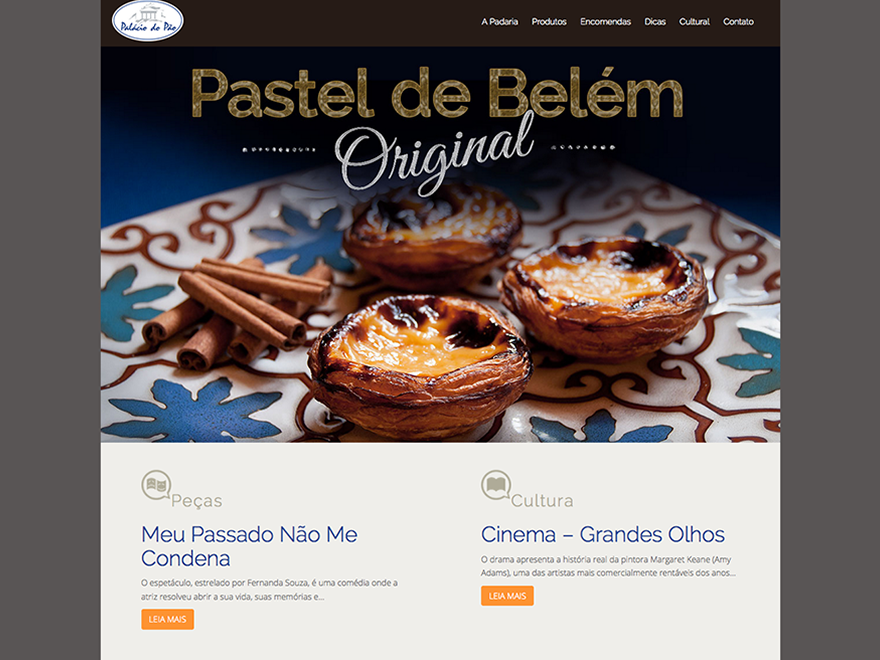 Palácio do Pão
A Padaria Produtos Encomendas Dicas Cultural Contato
Pastel de Belém
Original
Peças
Meu Passado Não Me
Condena
O espetáculo, estrelado por Fernanda Souza, é uma comédia onde a
atriz resolveu abrir a sua vida, suas memórias e...
LEIA MAIS
Cultura
Cinema – Grandes Olhos
O drama apresenta a história real da pintora Margaret Keane (Amy
Adams), uma das artistas mais comercialmente rentáveis dos anos...
LEIA MAIS